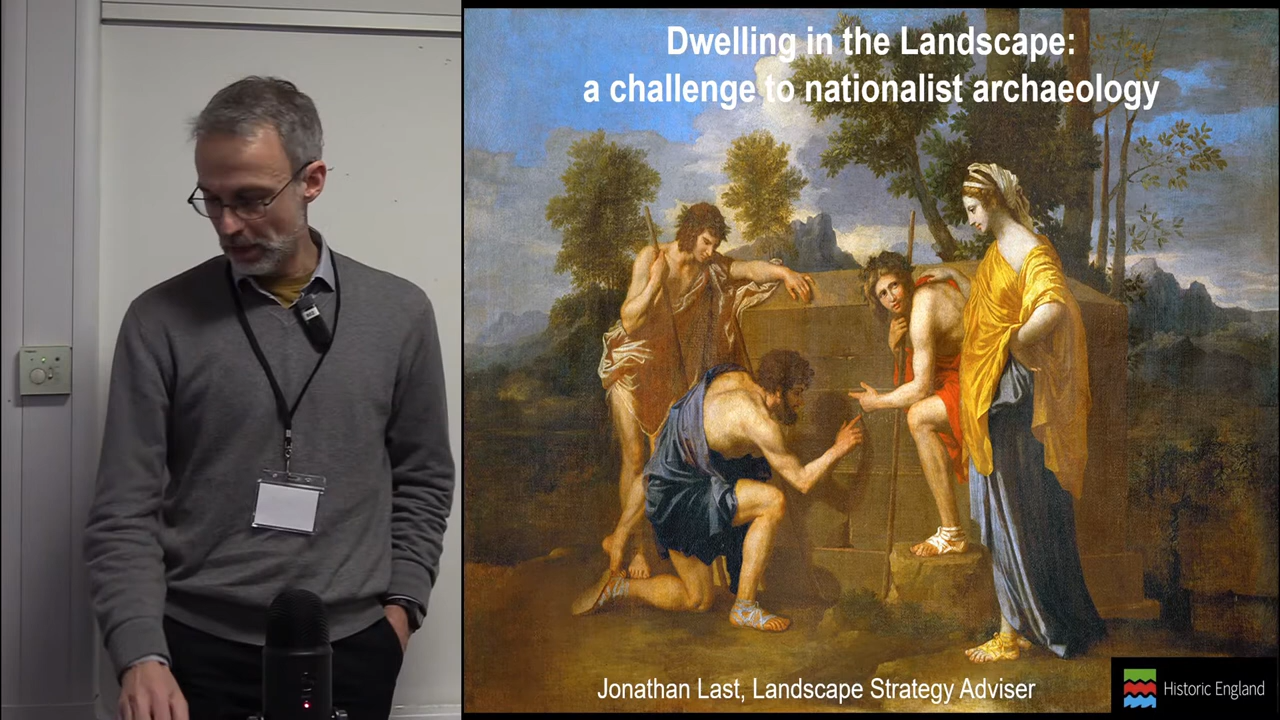 Dwelling in the Landscape:
a challenge to nationalist archaeology
Jonathan Last, Landscape Strategy Adviser
Historic England